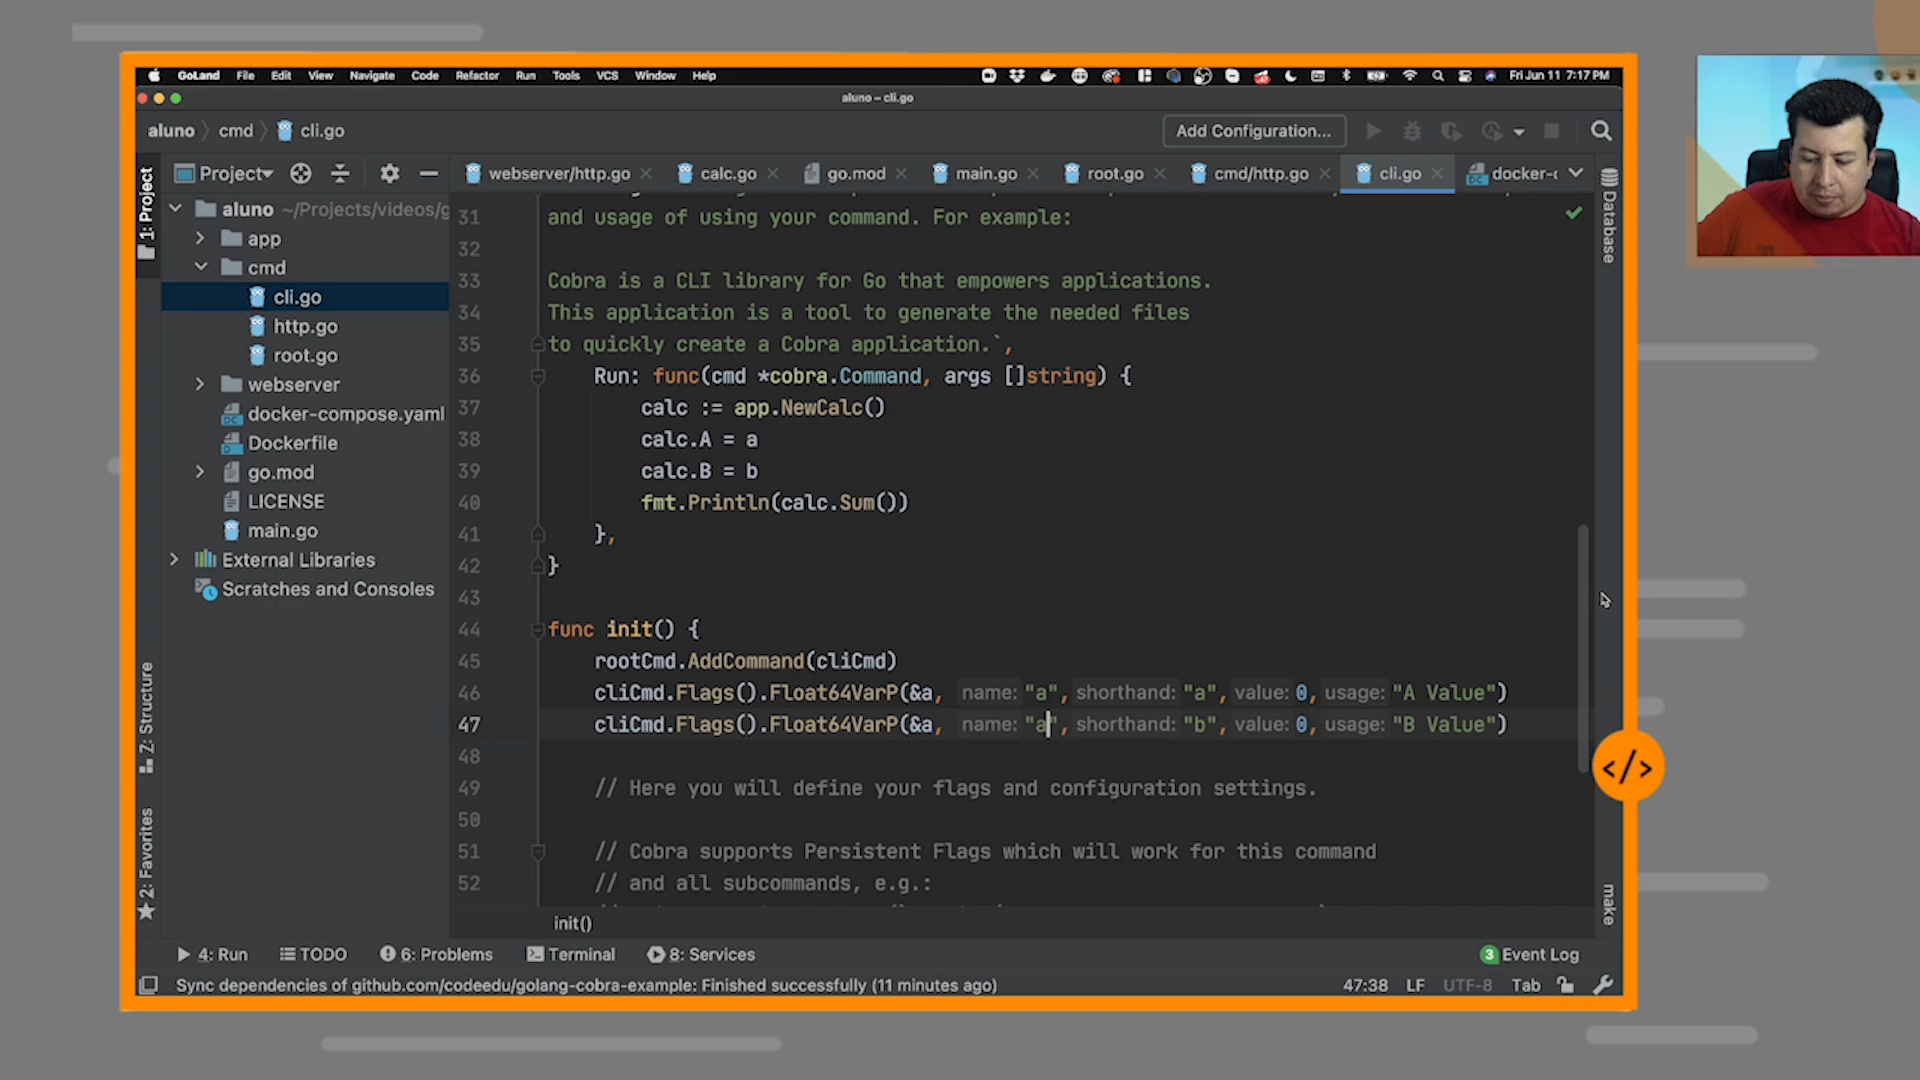 GoLand File Edit View Navigate Code Refactor Run Tools VCS Window Help Fri Jun 11 7:17 PM
aluno – cli.go
aluno cmd cli.go Add Configuration...
1: Project
Project
webserver/http.go calc.go go.mod main.go root.go cmd/http.go cli.go docker-c
aluno ~/Projects/videos/g
app
cmd
cli.go
http.go
root.go
webserver
docker-compose.yaml
Dockerfile
go.mod
LICENSE
main.go
External Libraries
Scratches and Consoles
Z: Structure
2: Favorites
31 and usage of using your command. For example:
32
33 Cobra is a CLI library for Go that empowers applications.
34 This application is a tool to generate the needed files
35 to quickly create a Cobra application.`,
36 Run: func(cmd *cobra.Command, args []string) {
37 calc := app.NewCalc()
38 calc.A = a
39 calc.B = b
40 fmt.Println(calc.Sum())
41 },
42 }
43
44 func init() {
45 rootCmd.AddCommand(cliCmd)
46 cliCmd.Flags().Float64VarP(&a, name: "a", shorthand: "a", value: 0, usage: "A Value")
47 cliCmd.Flags().Float64VarP(&a, name: "a", shorthand: "b", value: 0, usage: "B Value")
48
49 // Here you will define your flags and configuration settings.
50
51 // Cobra supports Persistent Flags which will work for this command
52 // and all subcommands, e.g.:
init()
Database
make
</>
4: Run TODO 6: Problems Terminal 8: Services 3 Event Log
Sync dependencies of github.com/codeedu/golang-cobra-example: Finished successfully (11 minutes ago) 47:38 LF UTF-8 Tab